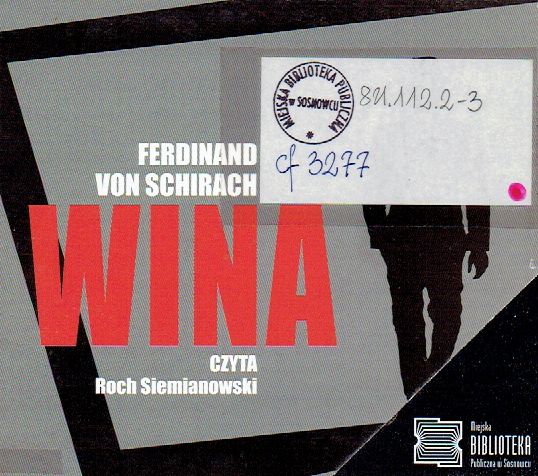 MIEJSKA BIBLIOTEKA PUBLICZNA
w SOSNOWCU
*
821.112.2-3
cf 3277
FERDINAND
VON SCHIRACH
WINA
CZYTA
Roch Siemianowski
Miejska
BIBLIOTEKA
Publiczna w Sosnowcu